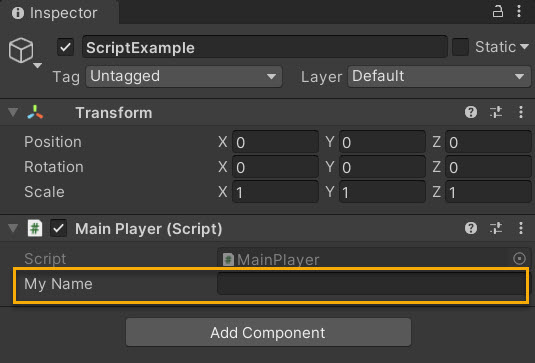 Inspector
ScriptExample Static
Tag Untagged Layer Default
Transform
Position X 0 Y 0 Z 0
Rotation X 0 Y 0 Z 0
Scale X 1 Y 1 Z 1
# Main Player (Script)
Script # MainPlayer
My Name
Add Component